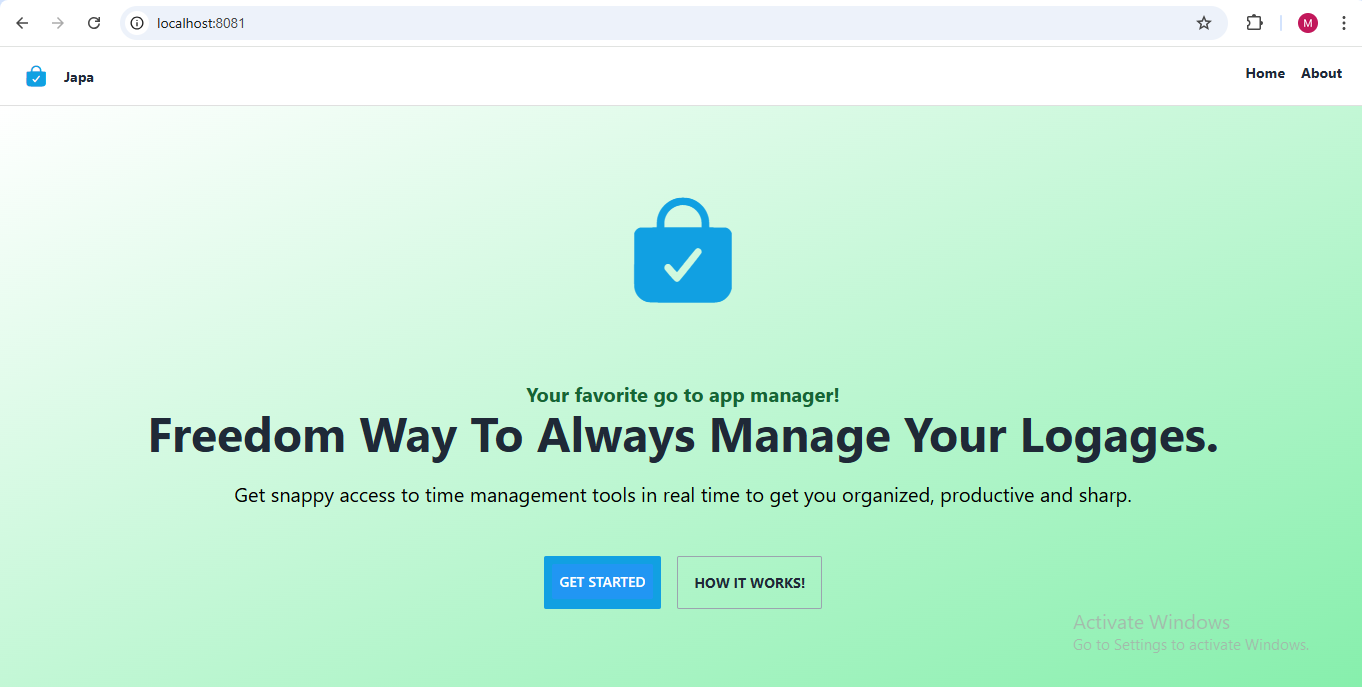 localhost:8081
M
Japa
Home About
Your favorite go to app manager!
Freedom Way To Always Manage Your Logages.
Get snappy access to time management tools in real time to get you organized, productive and sharp.
GET STARTED HOW IT WORKS!
Activate Windows
Go to Settings to activate Windows.